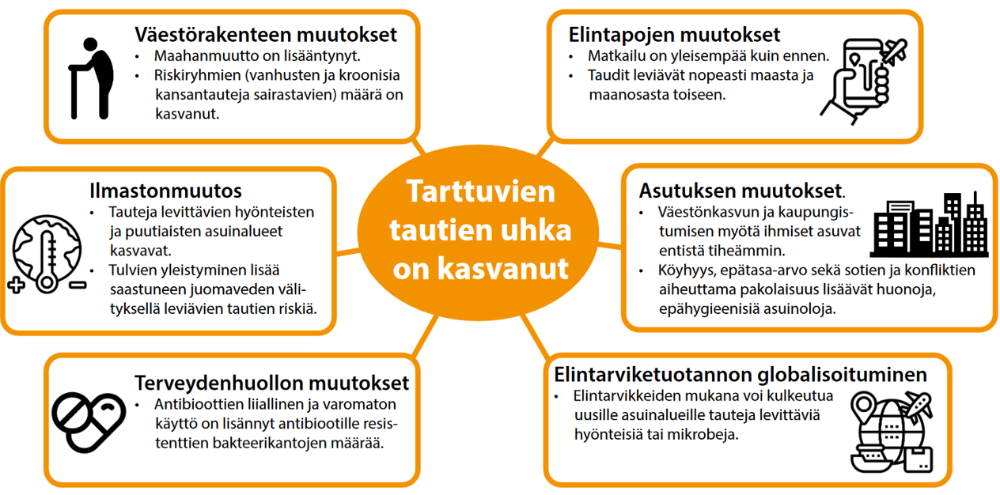 Väestörakenteen muutokset
• Maahanmuutto on lisääntynyt.
• Riskiryhmien (vanhusten ja kroonisia
kansantauteja sairastavien) määrä on
kasvanut.
Elintapojen muutokset
• Matkailu on yleisempää kuin ennen.
• Taudit leviävät nopeasti maasta ja
maanosasta toiseen.
Ilmastonmuutos
• Tauteja levittävien hyönteisten
ja puutiaisten asuinalueet
kasvavat.
• Tulvien yleistyminen lisää
saastuneen juomaveden väli-
tyksellä leviävien tautien riskiä.
Tarttuvien
tautien uhka
on kasvanut
Asutuksen muutokset.
• Väestönkasvun ja kaupungis-
tumisen myötä ihmiset asuvat
entistä tiheämmin.
• Köyhyys, epätasa-arvo sekä sotien ja konfliktien
aiheuttama pakolaisuus lisäävät huonoja,
epähygieenisiä asuinoloja.
Terveydenhuollon muutokset
• Antibioottien liiallinen ja varomaton
käyttö on lisännyt antibiootille resis-
tenttien bakteerikantojen määrää.
Elintarviketuotannon globalisoituminen
• Elintarvikkeiden mukana voi kulkeutua
uusille asuinalueille tauteja levittäviä
hyönteisiä tai mikrobeja.